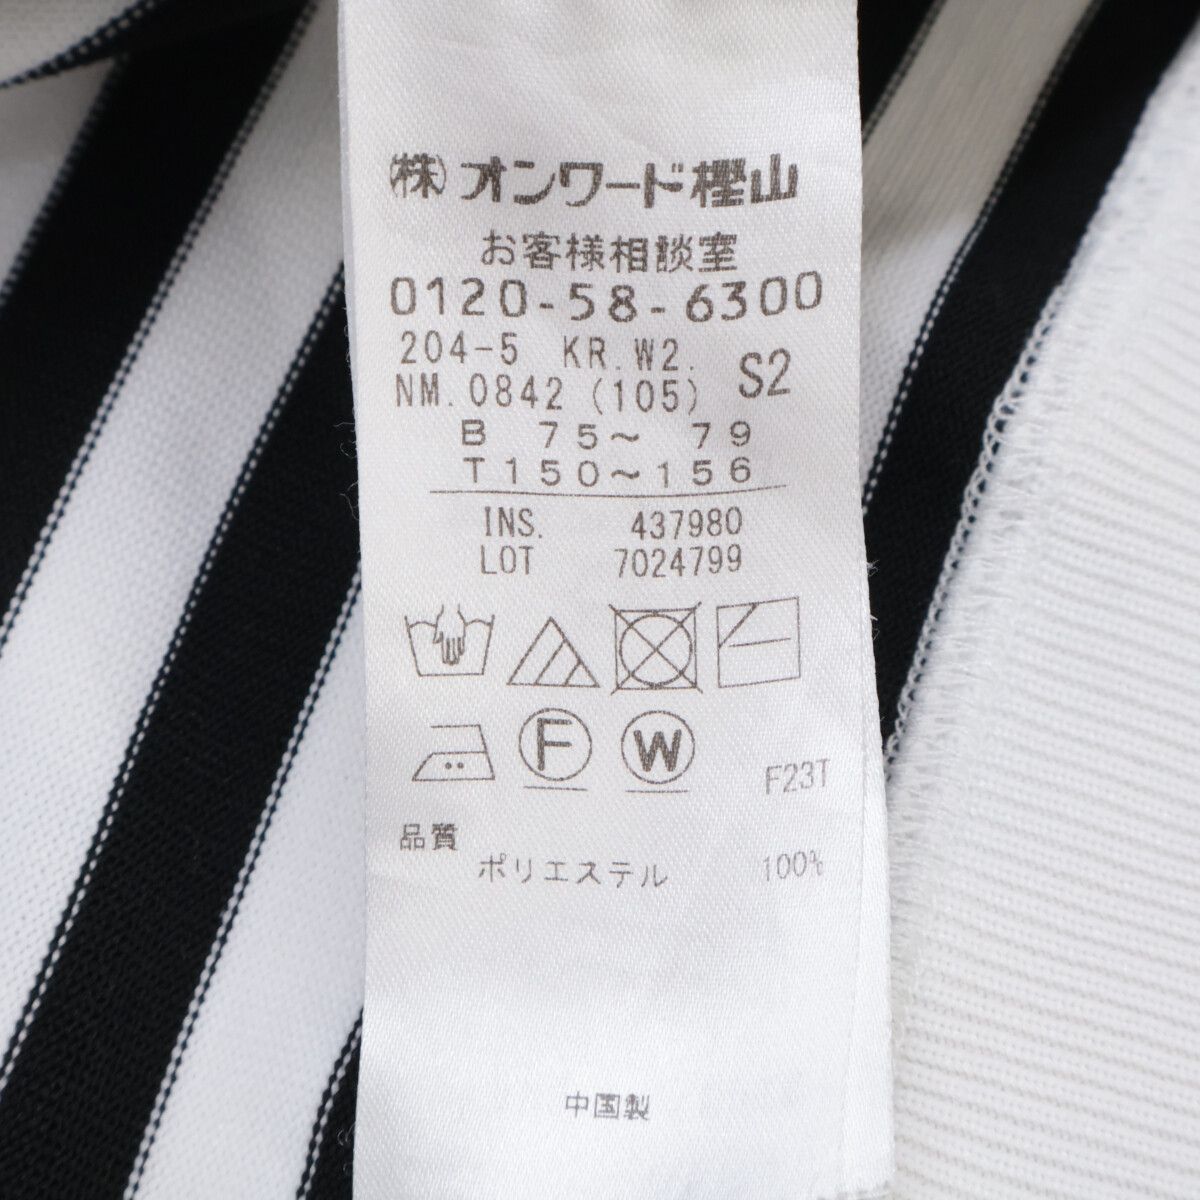 ㈱オンワード樫山
お客様相談室
0120-58-6300
204-5 KR.W2. S2
NM.0842 (105)
B 75〜 79
T150〜156
INS. 437980
LOT 7024799
F W
F23T
品質
ポリエステル 100%
中国製